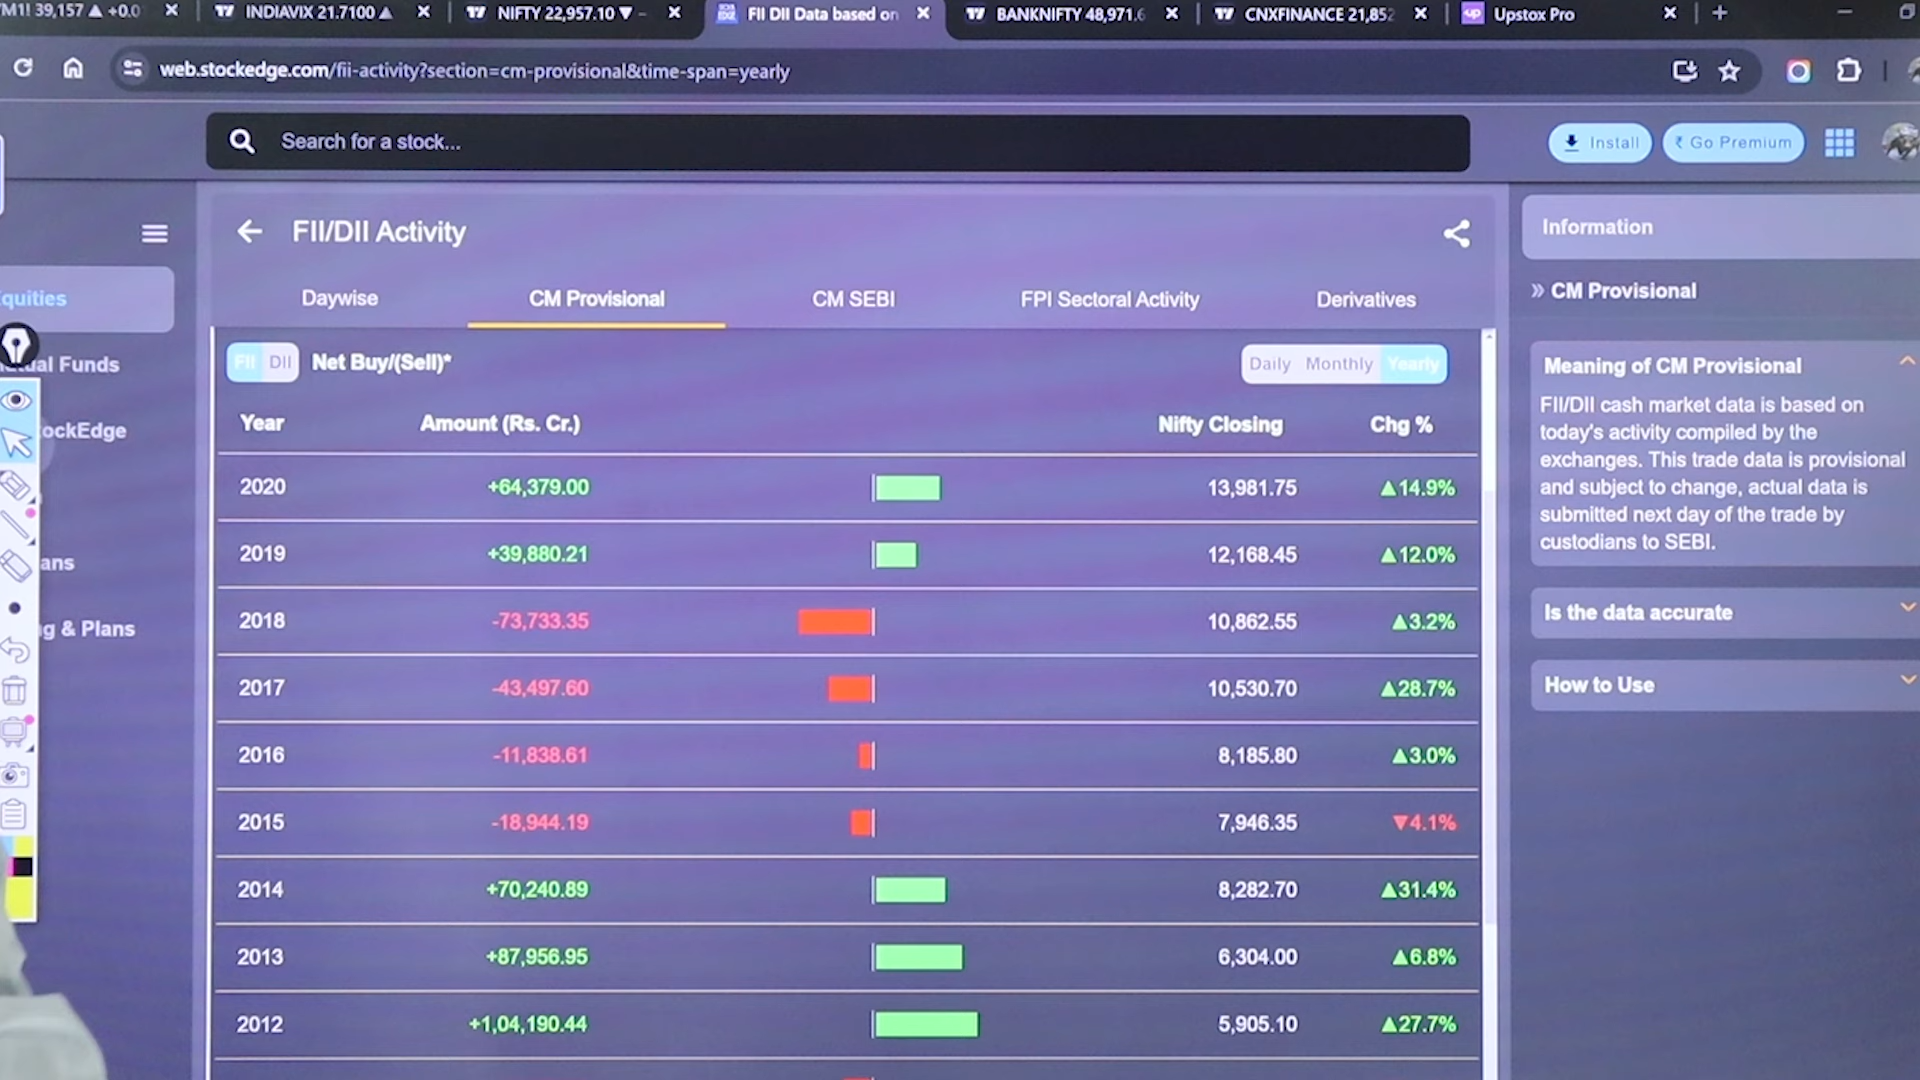 M1! 39,157 ▲ +0.0
INDIAVIX 21.7100 ▲
NIFTY 22,957.10 ▼ −
FII DII Data based on
BANKNIFTY 48,971.6
CNXFINANCE 21,852
Upstox Pro
web.stockedge.com/fii-activity?section=cm-provisional&time-span=yearly
Search for a stock...
Install
₹ Go Premium
FII/DII Activity
Daywise
CM Provisional
CM SEBI
FPI Sectoral Activity
Derivatives
FII DII Net Buy/(Sell)*
Daily Monthly Yearly
Year Amount (Rs. Cr.) Nifty Closing Chg %
2020 +64,379.00 13,981.75 ▲14.9%
2019 +39,880.21 12,168.45 ▲12.0%
2018 -73,733.35 10,862.55 ▲3.2%
2017 -43,497.60 10,530.70 ▲28.7%
2016 -11,838.61 8,185.80 ▲3.0%
2015 -18,944.19 7,946.35 ▼4.1%
2014 +70,240.89 8,282.70 ▲31.4%
2013 +87,956.95 6,304.00 ▲6.8%
2012 +1,04,190.44 5,905.10 ▲27.7%
quities
ual Funds
ockEdge
ans
g & Plans
Information
» CM Provisional
Meaning of CM Provisional
FII/DII cash market data is based on
today's activity compiled by the
exchanges. This trade data is provisional
and subject to change, actual data is
submitted next day of the trade by
custodians to SEBI.
Is the data accurate
How to Use